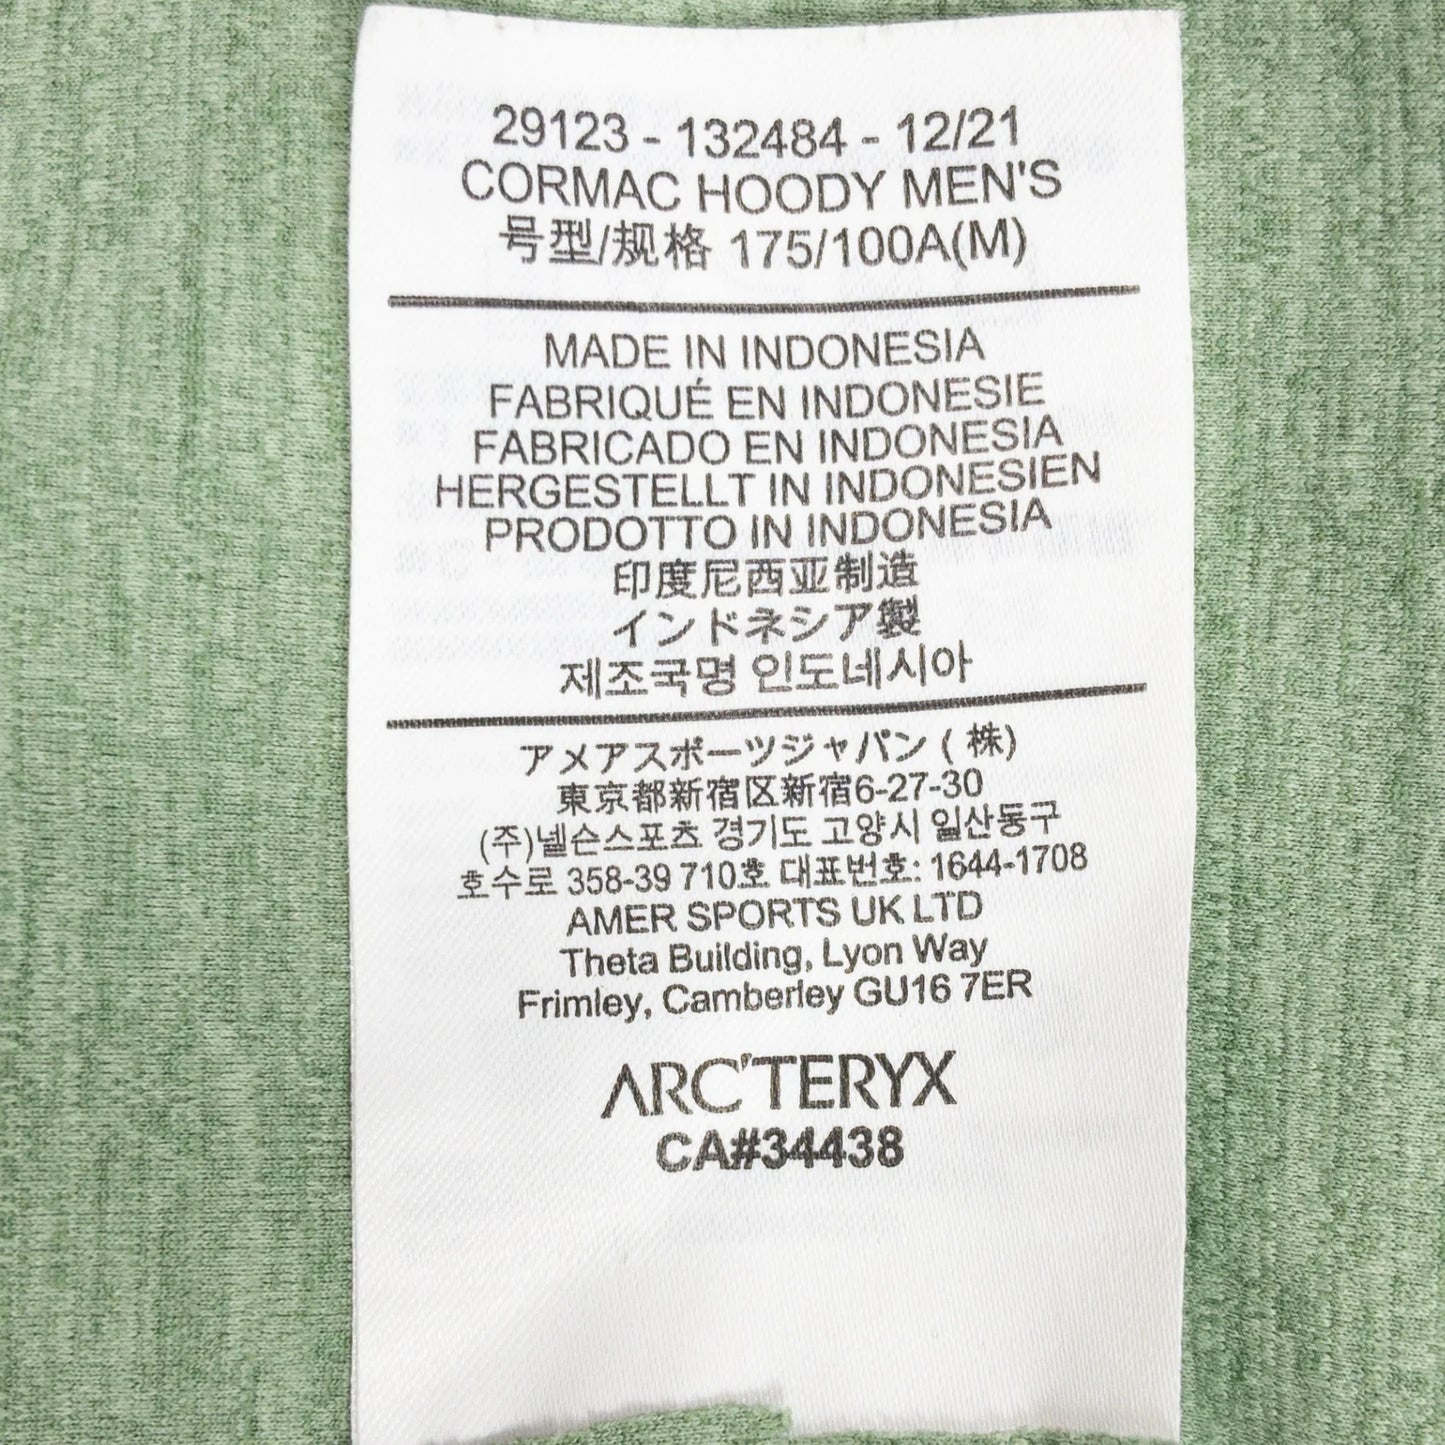 29123 - 132484 - 12/21
CORMAC HOODY MEN'S
号型/规格 175/100A(M)
MADE IN INDONESIA
FABRIQUÉ EN INDONESIE
FABRICADO EN INDONESIA
HERGESTELLT IN INDONESIEN
PRODOTTO IN INDONESIA
印度尼西亚制造
インドネシア製
제조국명 인도네시아
アメアスポーツジャパン ( 株)
東京都新宿区新宿6-27-30
(주)넬슨스포츠 경기도 고양시 일산동구
호수로 358-39 710호 대표번호: 1644-1708
AMER SPORTS UK LTD
Theta Building, Lyon Way
Frimley, Camberley GU16 7ER
ARC'TERYX
CA#34438